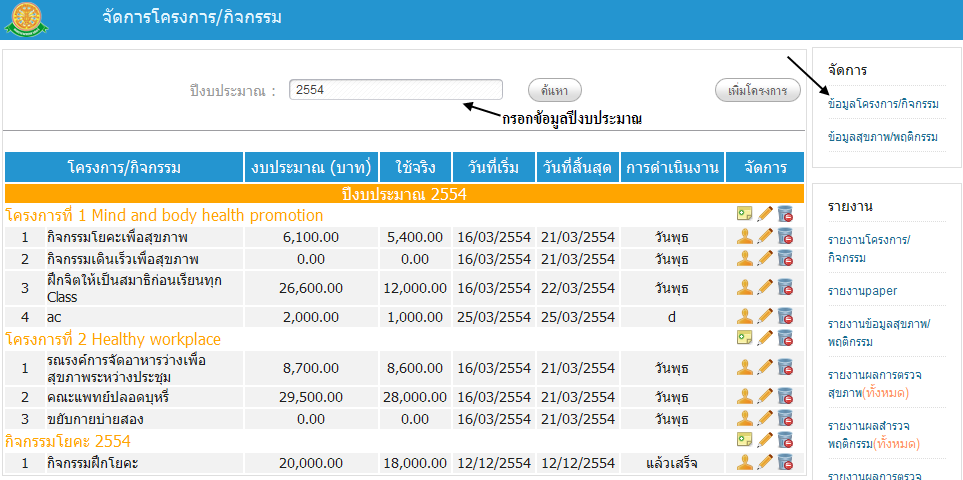 จัดการโครงการ/กิจกรรม
ปีงบประมาณ : 2554 ค้นหา เพิ่มโครงการ
กรอกข้อมูลปีงบประมาณ
โครงการ/กิจกรรม งบประมาณ (บาท) ใช้จริง วันที่เริ่ม วันที่สิ้นสุด การดำเนินงาน จัดการ
ปีงบประมาณ 2554
โครงการที่ 1 Mind and body health promotion
1 กิจกรรมโยคะเพื่อสุขภาพ 6,100.00 5,400.00 16/03/2554 21/03/2554 วันพุธ
2 กิจกรรมเดินเร็วเพื่อสุขภาพ 0.00 0.00 16/03/2554 21/03/2554 วันพุธ
3 ฝึกจิตให้เป็นสมาธิก่อนเรียนทุก
Class 26,600.00 12,000.00 16/03/2554 22/03/2554 วันพุธ
4 ac 2,000.00 1,000.00 25/03/2554 25/03/2554 d
โครงการที่ 2 Healthy workplace
1 รณรงค์การจัดอาหารว่างเพื่อ
สุขภาพระหว่างประชุม 8,700.00 8,600.00 16/03/2554 21/03/2554 วันพุธ
2 คณะแพทย์ปลอดบุหรี่ 29,500.00 28,000.00 16/03/2554 21/03/2554 วันพุธ
3 ขยับกายบ่ายสอง 0.00 0.00 16/03/2554 21/03/2554 วันพุธ
กิจกรรมโยคะ 2554
1 กิจกรรมฝึกโยคะ 20,000.00 18,000.00 12/12/2554 12/12/2554 แล้วเสร็จ
จัดการ
ข้อมูลโครงการ/กิจกรรม
ข้อมูลสุขภาพ/พฤติกรรม
รายงาน
รายงานโครงการ/
กิจกรรม
รายงานpaper
รายงานข้อมูลสุขภาพ/
พฤติกรรม
รายงานผลการตรวจ
สุขภาพ(ทั้งหมด)
รายงานผลสำรวจ
พฤติกรรม(ทั้งหมด)
รายงานผลการตรวจ